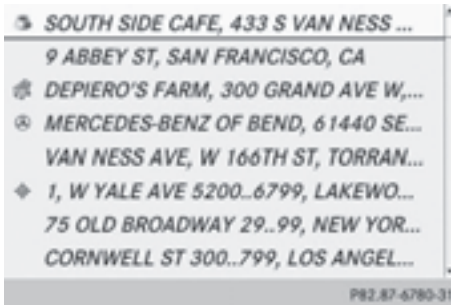 SOUTH SIDE CAFE, 433 S VAN NESS ...
9 ABBEY ST, SAN FRANCISCO, CA
DEPIERO'S FARM, 300 GRAND AVE W,...
MERCEDES-BENZ OF BEND, 61440 SE...
VAN NESS AVE, W 166TH ST, TORRAN...
1, W YALE AVE 5200..6799, LAKEWO...
75 OLD BROADWAY 29..99, NEW YOR...
CORNWELL ST 300..799, LOS ANGEL...
P82.87-6780-31